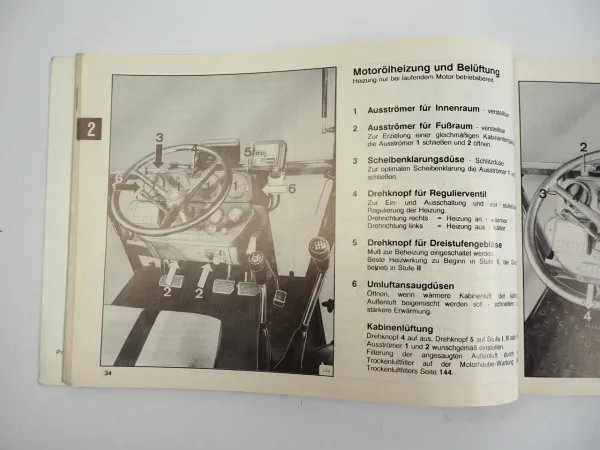 2
3
4
5
6
1
2
2
34
Motorölheizung und Belüftung
Heizung nur bei laufendem Motor betriebsbereit.
1 Ausströmer für Innenraum - verstellbar
2 Ausströmer für Fußraum - verstellbar
Zur Erzielung einer gleichmäßigen
die Ausströmer 1 schließen und 2 öffnen.
3 Scheibenklarungsdüse - Schlitzdüse
Zur optimalen Scheibenklarung die Ausströmer 1
schließen.
4 Drehknopf für Regulierventil
Zur Ein- und Ausschaltung und zur
Regulierung der Heizung.
Drehrichtung rechts = Heizung an - wärmer
Drehrichtung links = Heizung aus - kälter
5 Drehknopf für Dreistufengebläse
Muß zur Beheizung eingeschaltet werden.
Beste Heizwirkung zu Beginn in Stufe II, bei
betrieb in Stufe III
6 Umluftansaugdüsen
Öffnen, wenn wärmere Kabinenluft der
Außenluft beigemischt werden soll - schnellere
stärkere Erwärmung.
Kabinenlüftung
Drehknopf 4 auf aus, Drehknopf 5 auf Stufe I, II
Ausströmer 1 und 2 wunschgemäß einstellen.
Filterung der angesaugten Außenluft durch
Trockenluftfilter auf der Motorhaube-Wartung
Trockenluftfilters Seite 144.
2
3
4